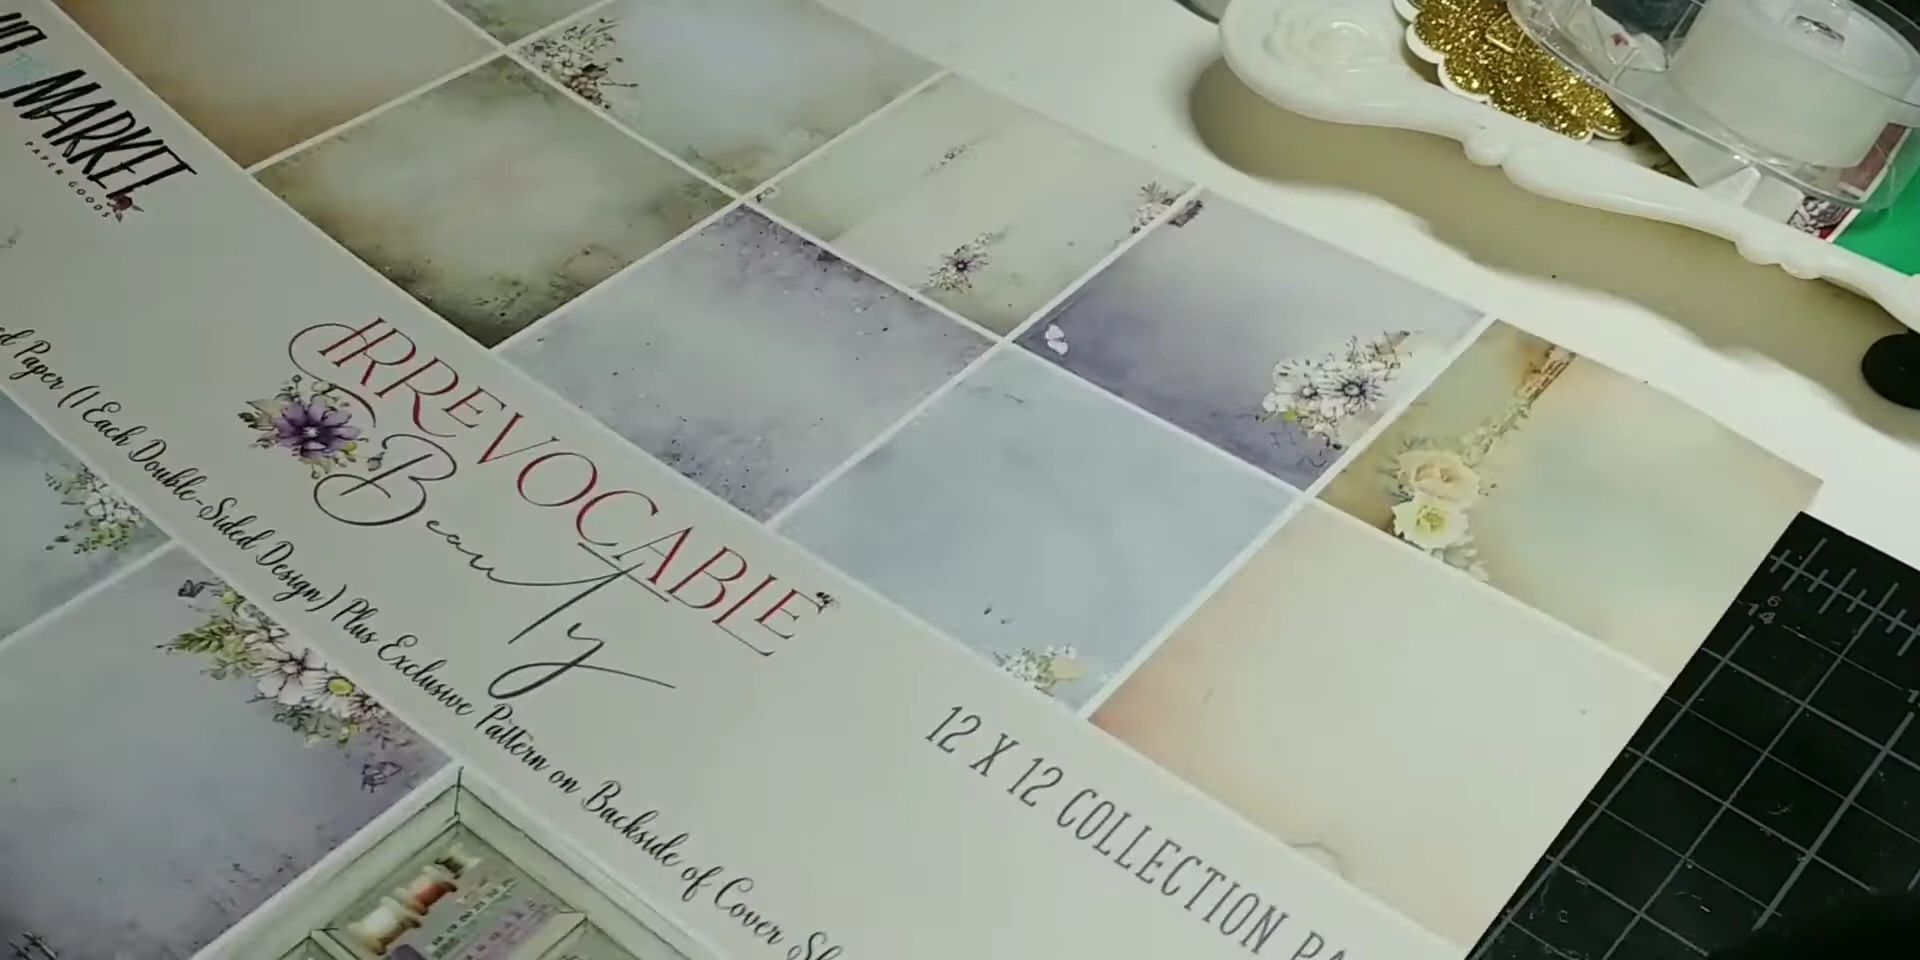 MARKET
PAPER GOODS
IRREVOCABLE
Beauty
Paper (1 Each Double-Sided Design) Plus Exclusive Pattern on Backside of Cover
12 X 12 COLLECTION
6
14